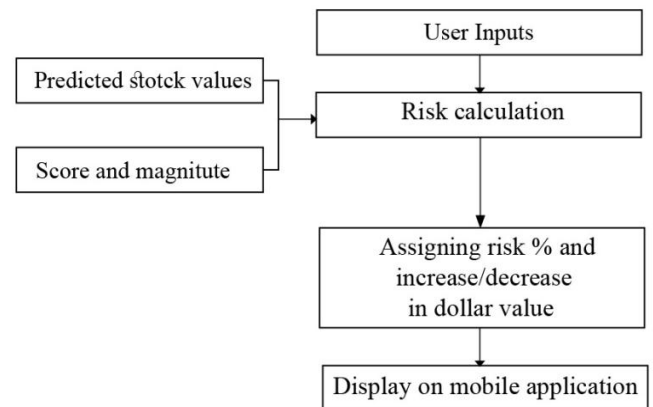 User Inputs
Predicted stotck values
Risk calculation
Score and magnitute
Assigning risk % and
increase/decrease
in dollar value
Display on mobile application